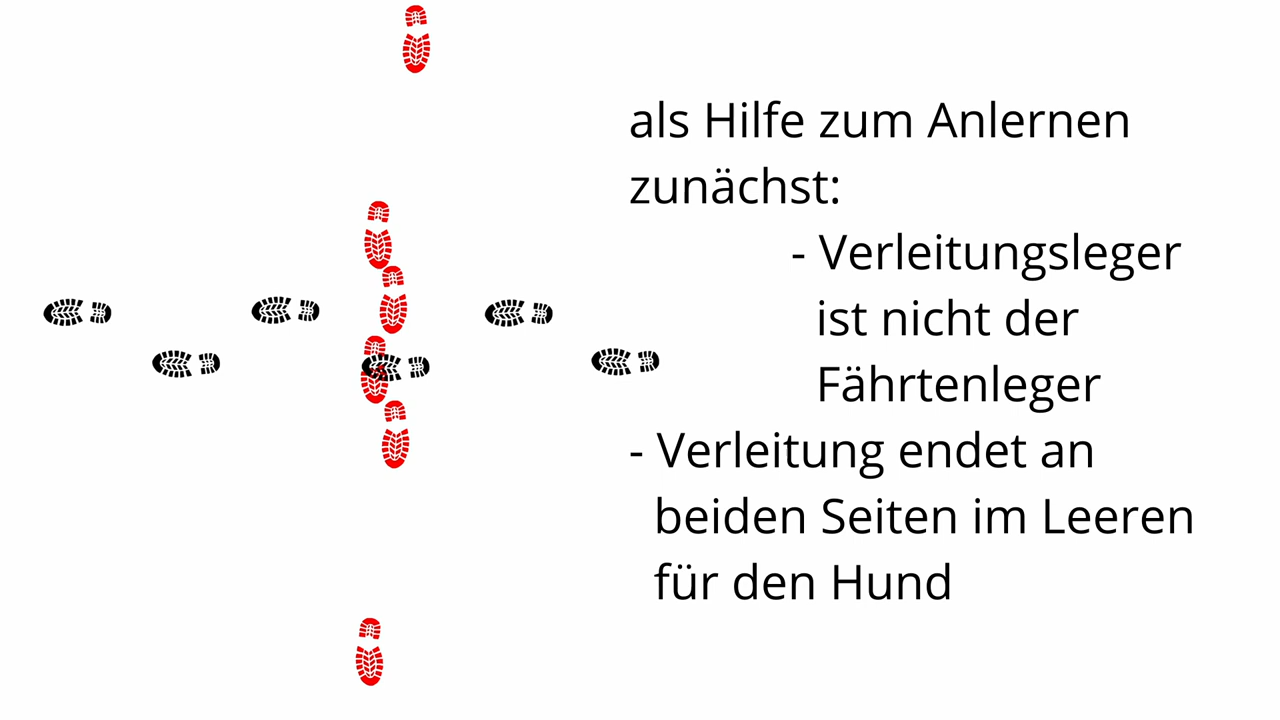 als Hilfe zum Anlernen
zunächst:
- Verleitungsleger
ist nicht der
Fährtenleger
- Verleitung endet an
beiden Seiten im Leeren
für den Hund